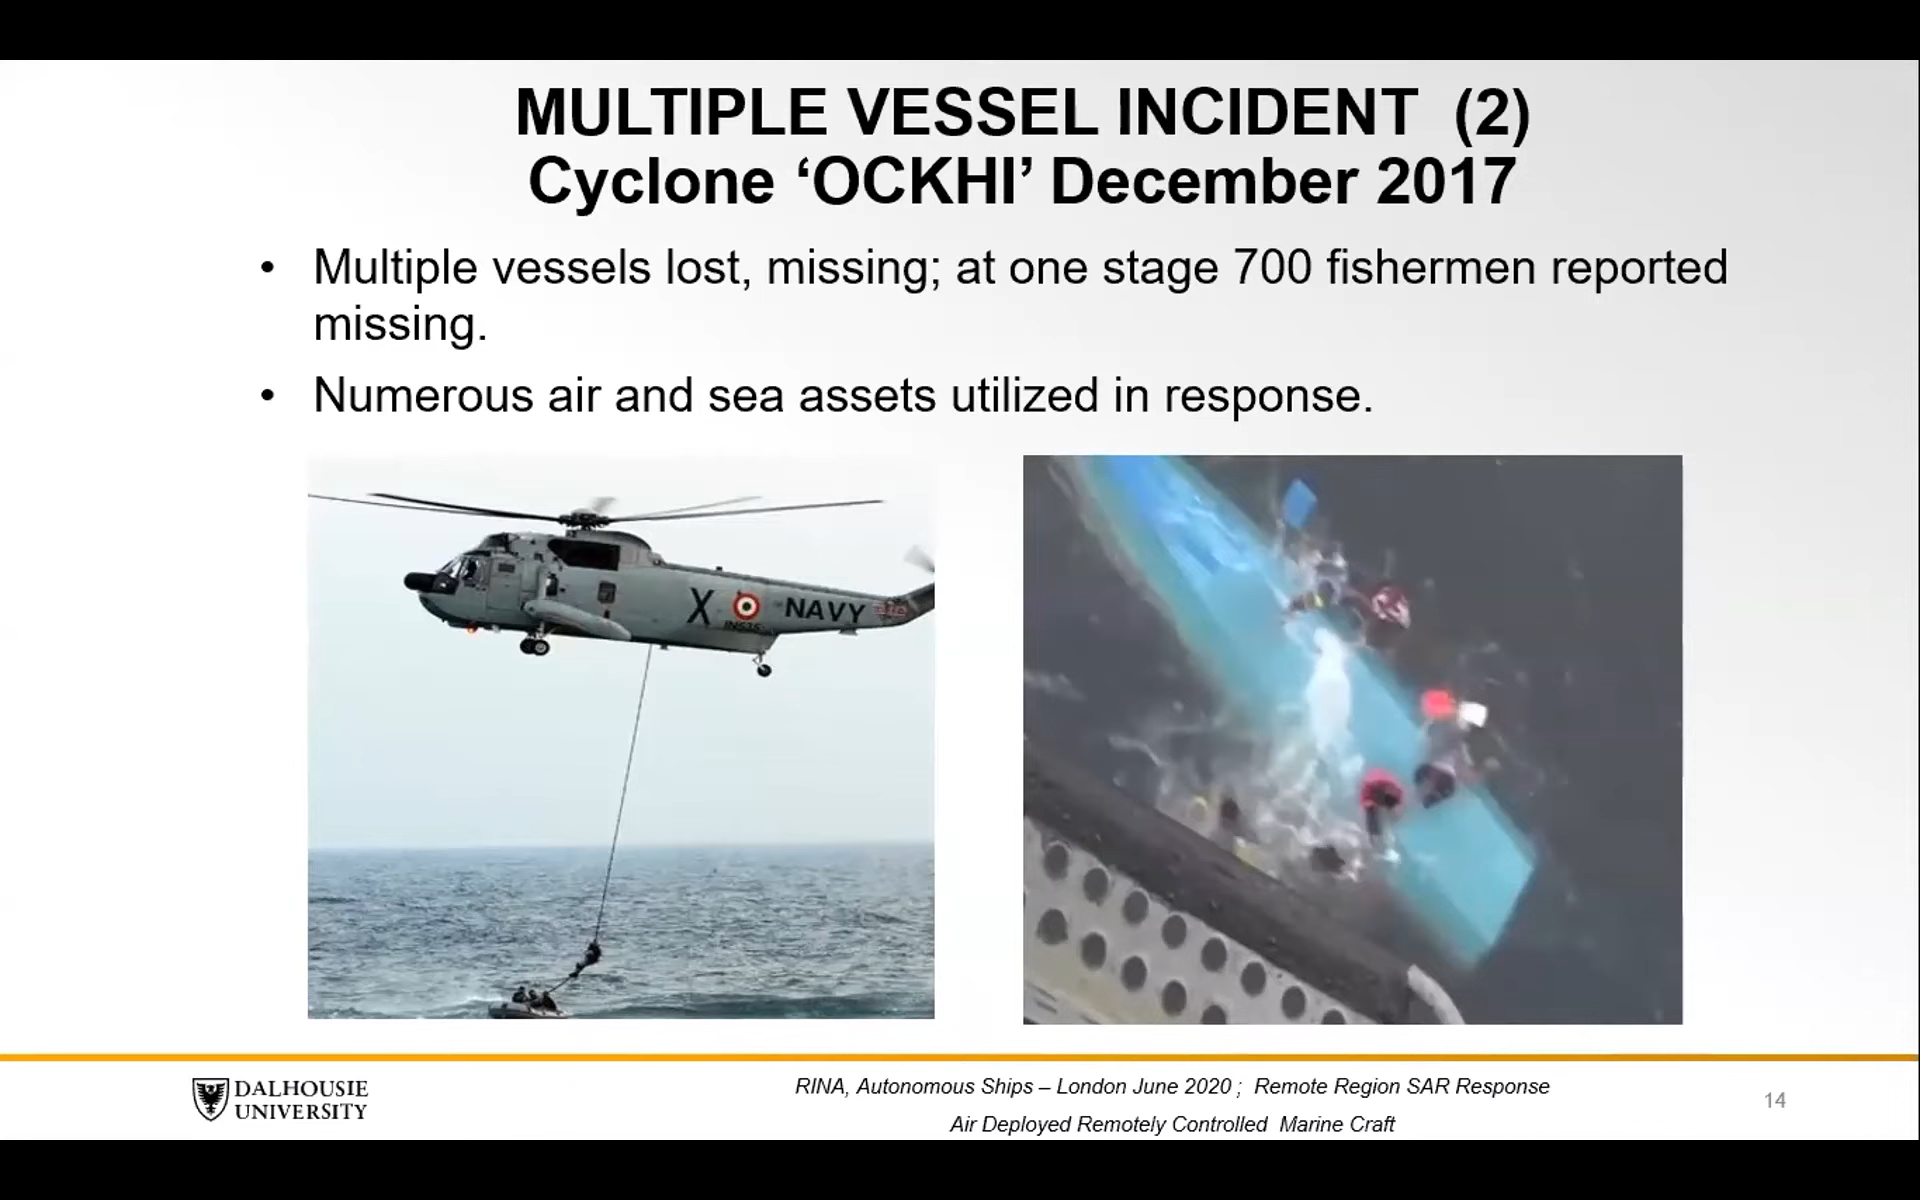 MULTIPLE VESSEL INCIDENT (2)
Cyclone ‘OCKHI’ December 2017
• Multiple vessels lost, missing; at one stage 700 fishermen reported
missing.
• Numerous air and sea assets utilized in response.
X NAVY
DALHOUSIE
UNIVERSITY
RINA, Autonomous Ships – London June 2020 ; Remote Region SAR Response
Air Deployed Remotely Controlled Marine Craft
14